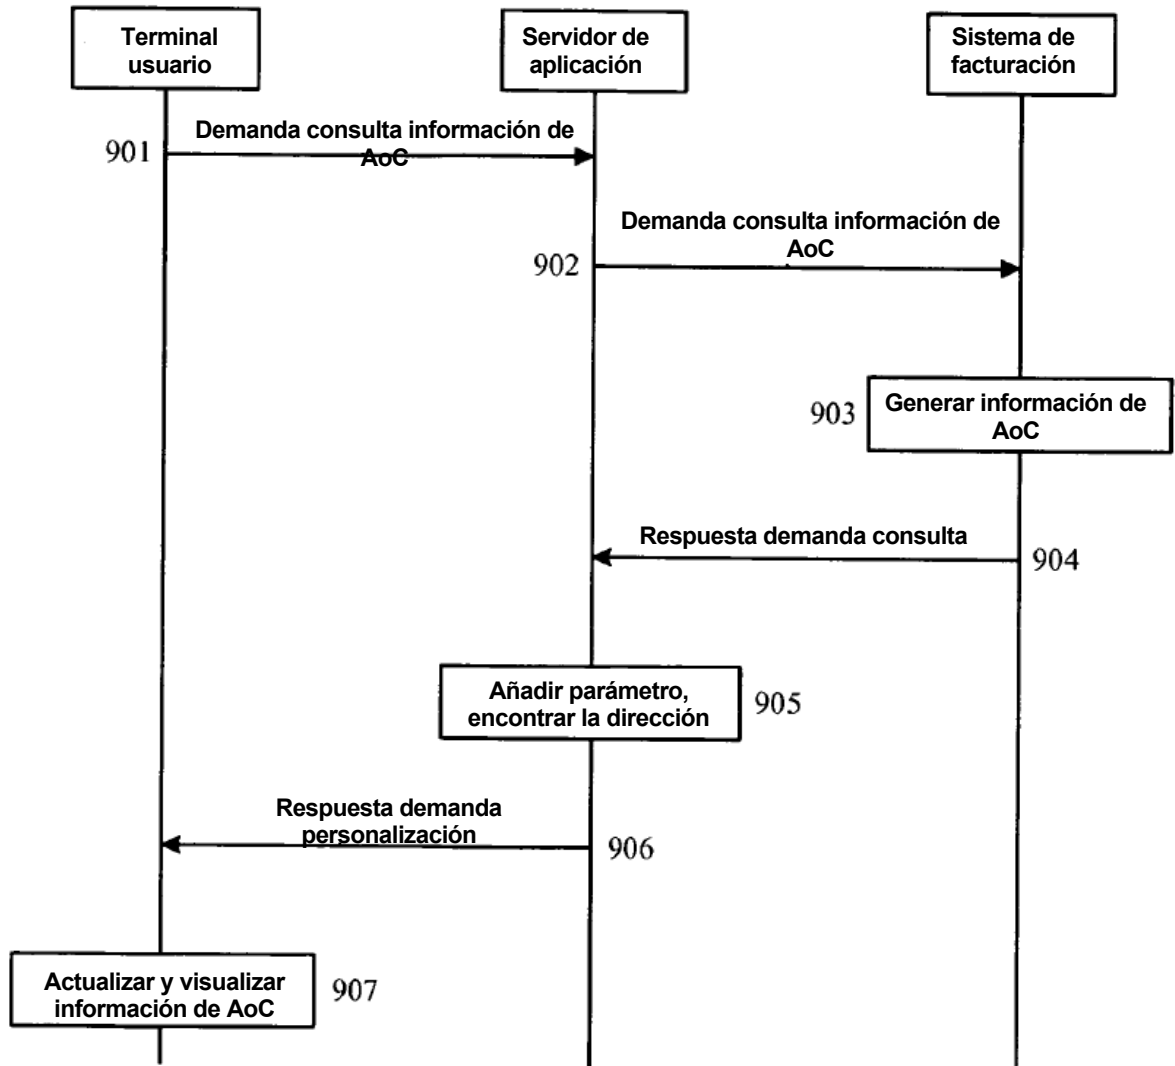 Terminal
usuario
Servidor de
aplicación
Sistema de
facturación
Demanda consulta información de
AoC
901
Demanda consulta información de
AoC
902
Generar información de
AoC
903
Respuesta demanda consulta
904
Añadir parámetro,
encontrar la dirección
905
Respuesta demanda
personalización
906
Actualizar y visualizar
información de AoC
907